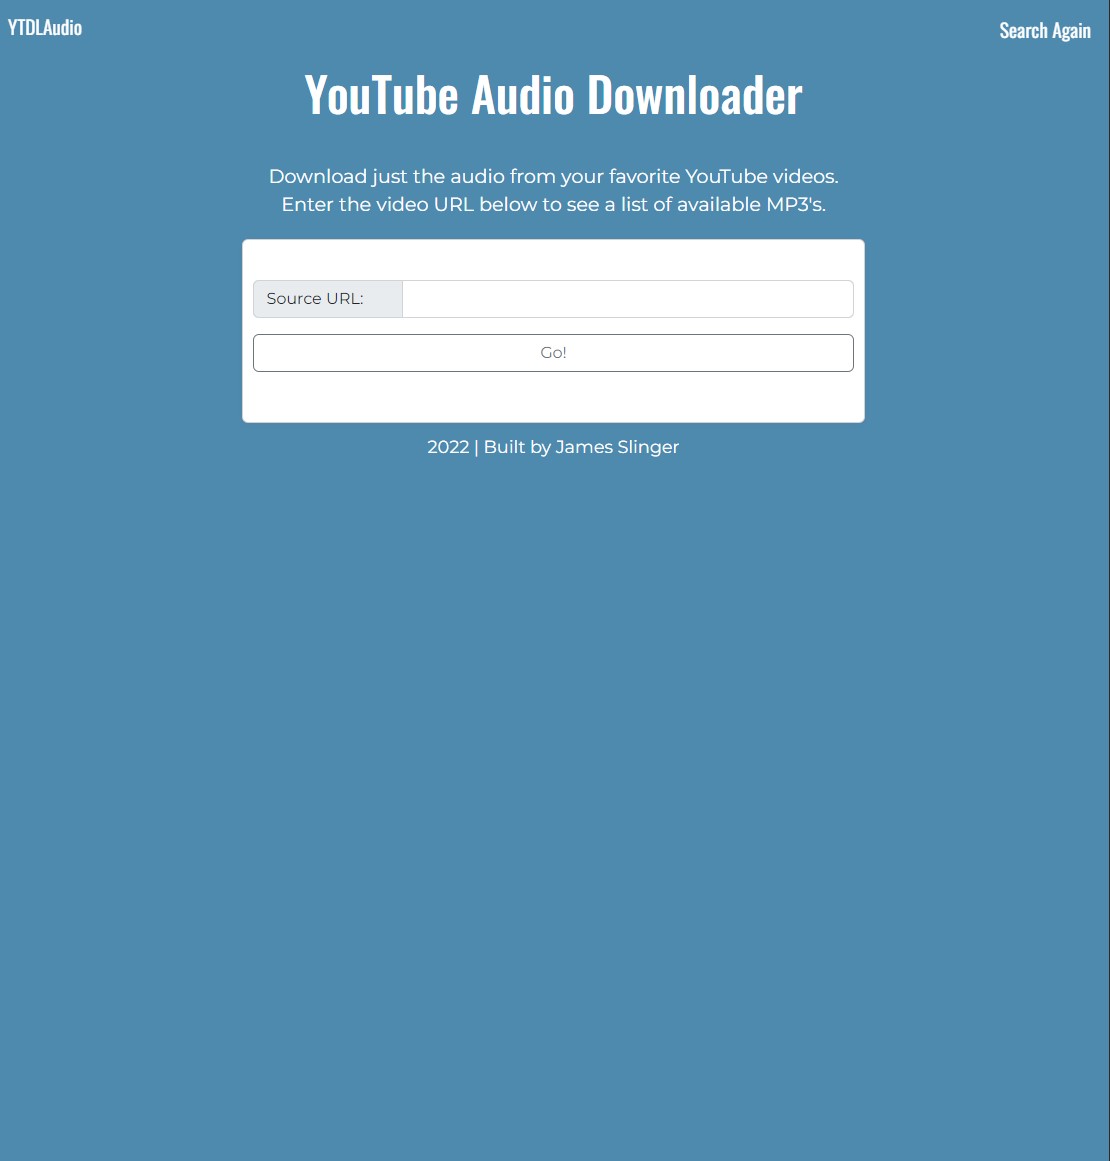 YTDLAudio
Search Again
YouTube Audio Downloader
Download just the audio from your favorite YouTube videos.
Enter the video URL below to see a list of available MP3's.
Source URL:
Go!
2022 | Built by James Slinger